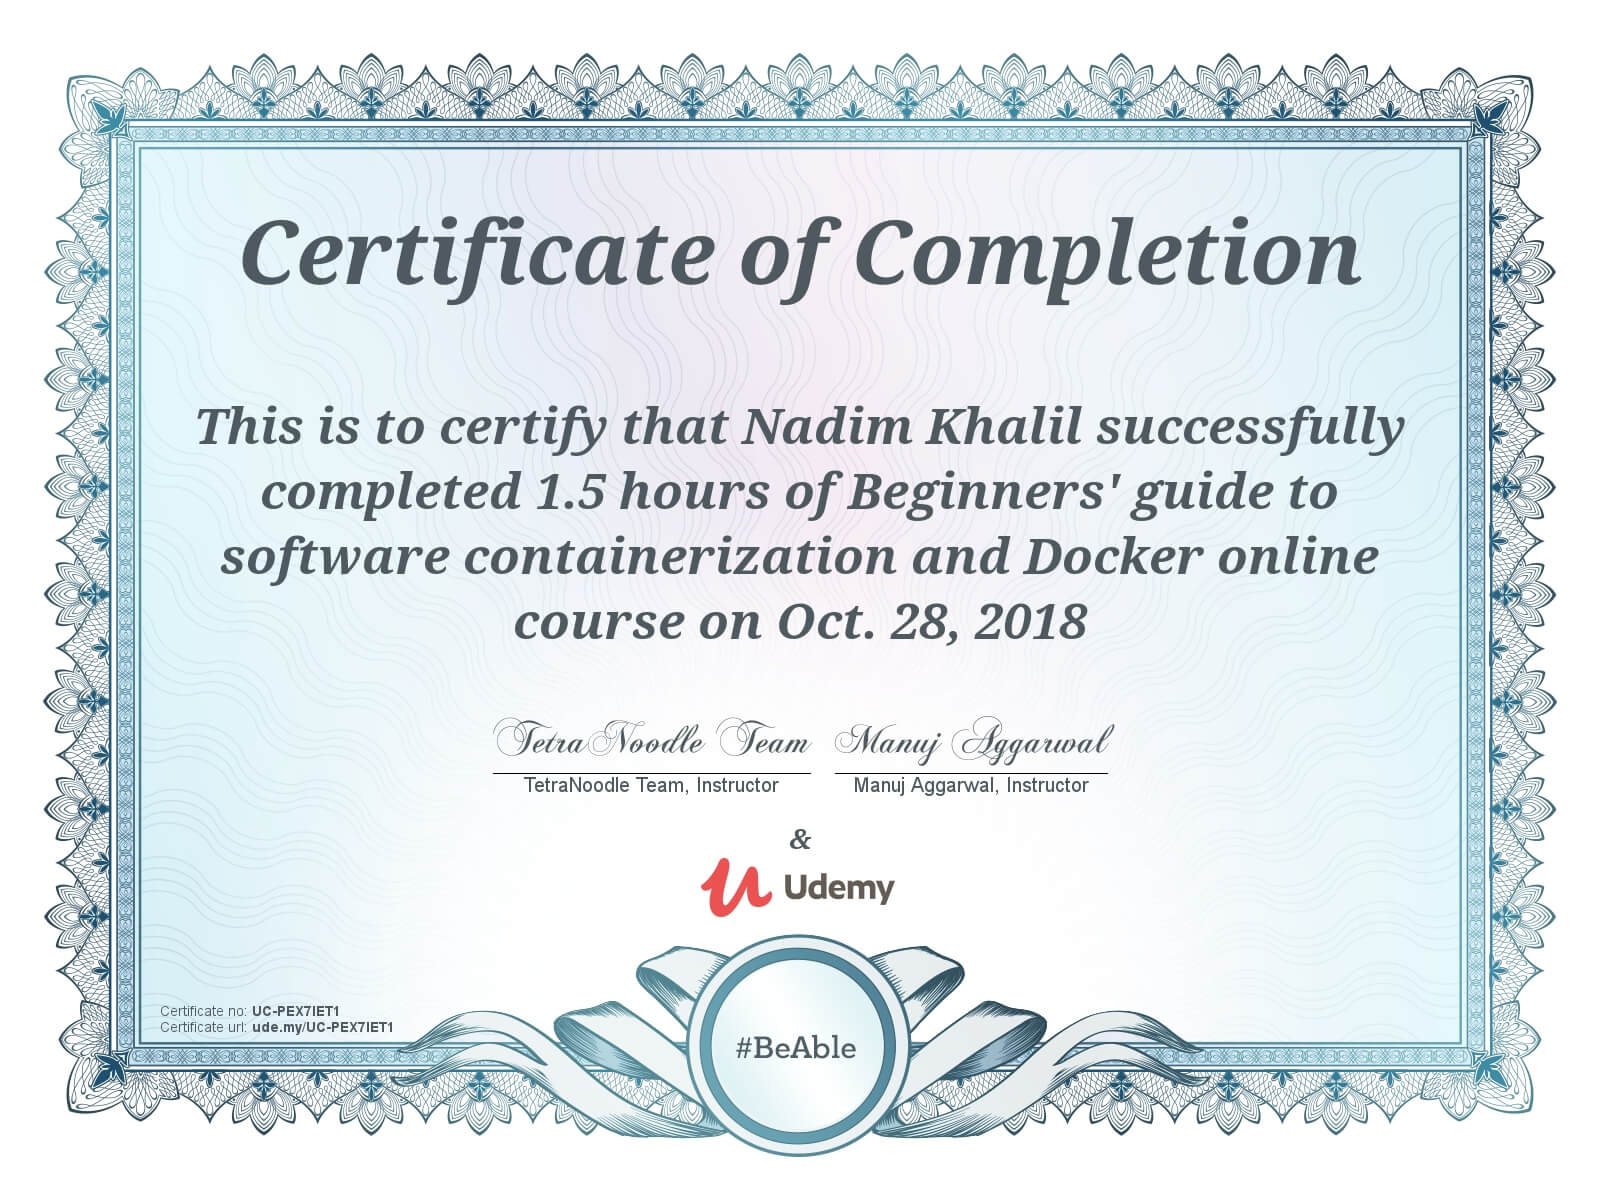 Certificate of Completion
This is to certify that Nadim Khalil successfully
completed 1.5 hours of Beginners' guide to
software containerization and Docker online
course on Oct. 28, 2018
TetraNoodle Team Manuj Aggarwal
TetraNoodle Team, Instructor Manuj Aggarwal, Instructor
&
Udemy
Certificate no: UC-PEX7IET1
Certificate url: ude.my/UC-PEX7IET1
#BeAble